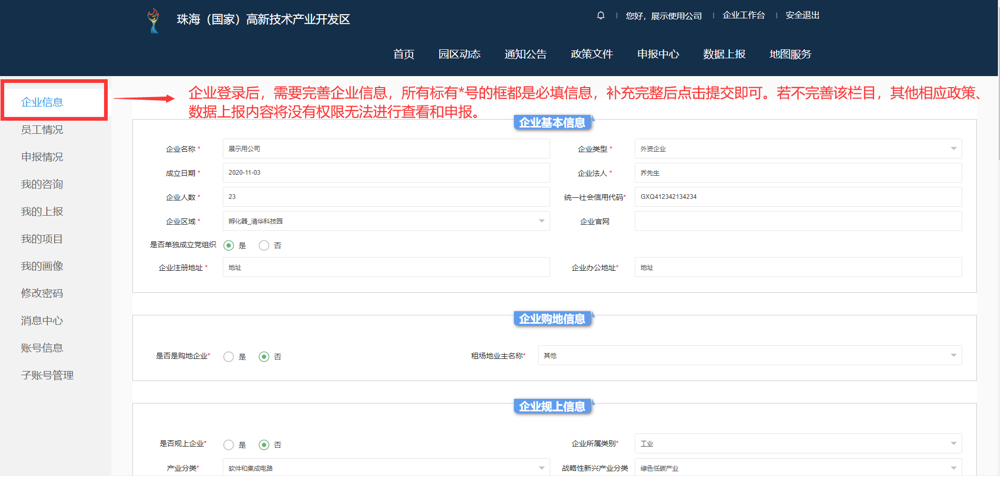 珠海（国家）高新技术产业开发区
您好，展示使用公司
企业工作台
安全退出
首页
园区动态
通知公告
政策文件
申报中心
数据上报
地图服务
企业信息
员工情况
申报情况
我的咨询
我的上报
我的项目
我的画像
修改密码
消息中心
账号信息
子账号管理
企业登录后，需要完善企业信息，所有标有*号的框都是必填信息，补充完整后点击提交即可。若不完善该栏目，其他相应政策、
数据上报内容将没有权限无法进行查看和申报。
企业基本信息
企业名称 * 展示用公司
企业类型 * 外资企业
成立日期 * 2020-11-03
企业法人 * 乔先生
企业人数 * 23
统一社会信用代码* GXQ412342134234
企业区域 * 孵化器_清华科技园
企业官网
是否单独成立党组织 是 否
企业注册地址 * 地址
企业办公地址* 地址
企业购地信息
是否是购地企业* 是 否
租场地业主名称* 其他
企业规上信息
是否规上企业* 是 否
企业所属类别* 工业
产业分类* 软件和集成电路
战略性新兴产业分类 绿色低碳产业